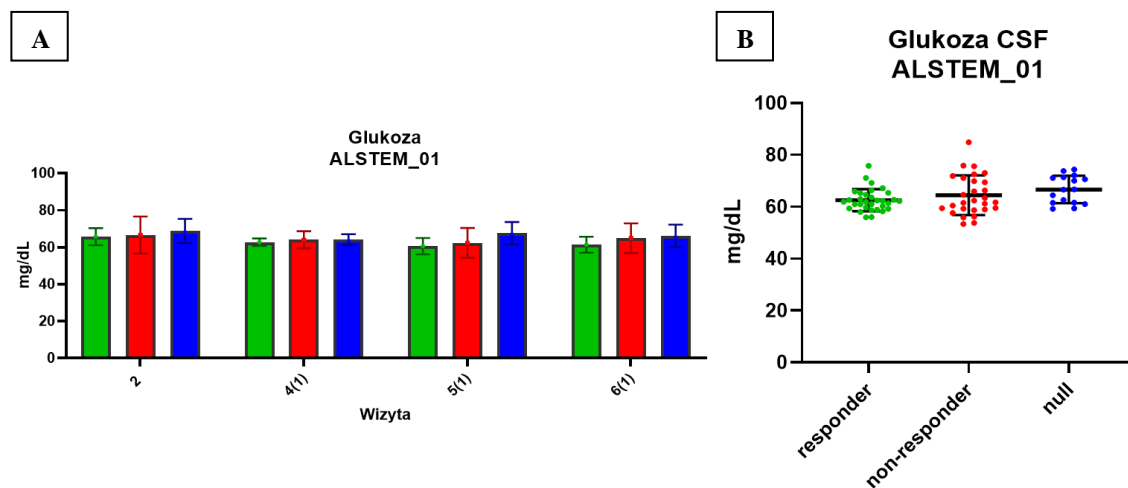 A
Glukoza
ALSTEM_01
100
80
60
40
20
0
mg/dL
2
4(1)
5(1)
6(1)
Wizyta
B
Glukoza CSF
ALSTEM_01
100
80
60
40
20
0
mg/dL
responder
non-responder
null